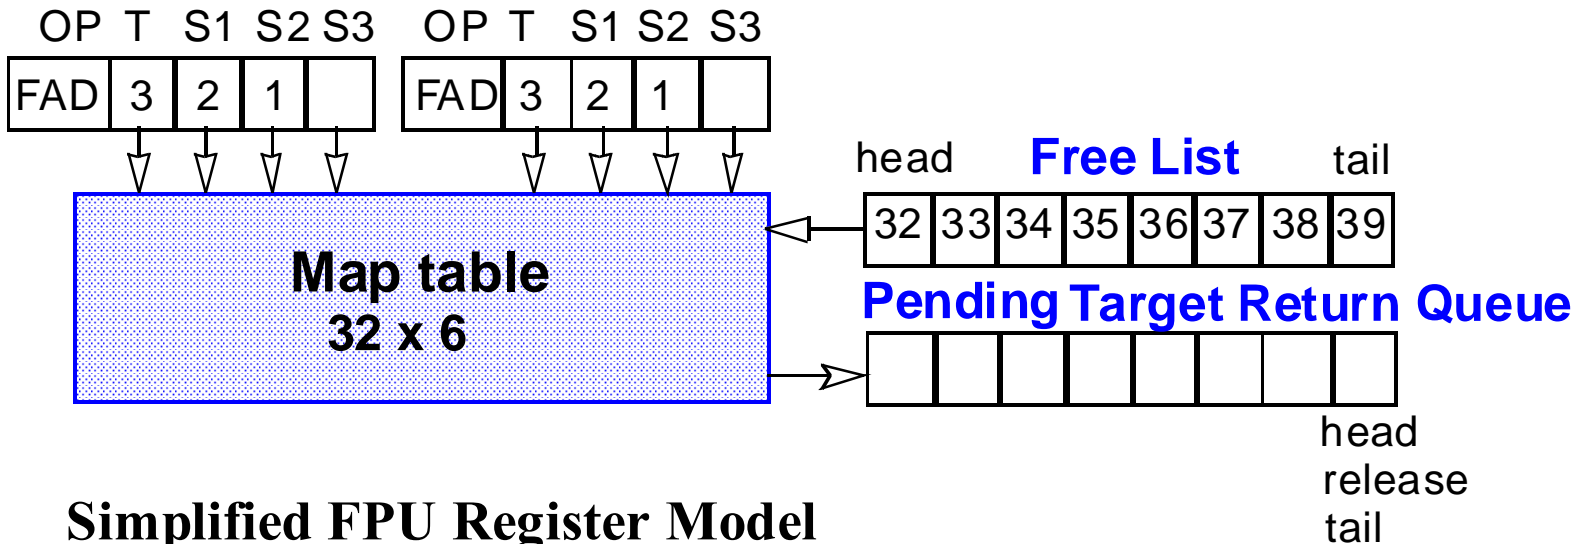 OP T S1 S2 S3 OP T S1 S2 S3
FAD 3 2 1 FAD 3 2 1
head Free List tail
32 33 34 35 36 37 38 39
Map table
32 x 6
Pending Target Return Queue
head
release
tail
Simplified FPU Register Model